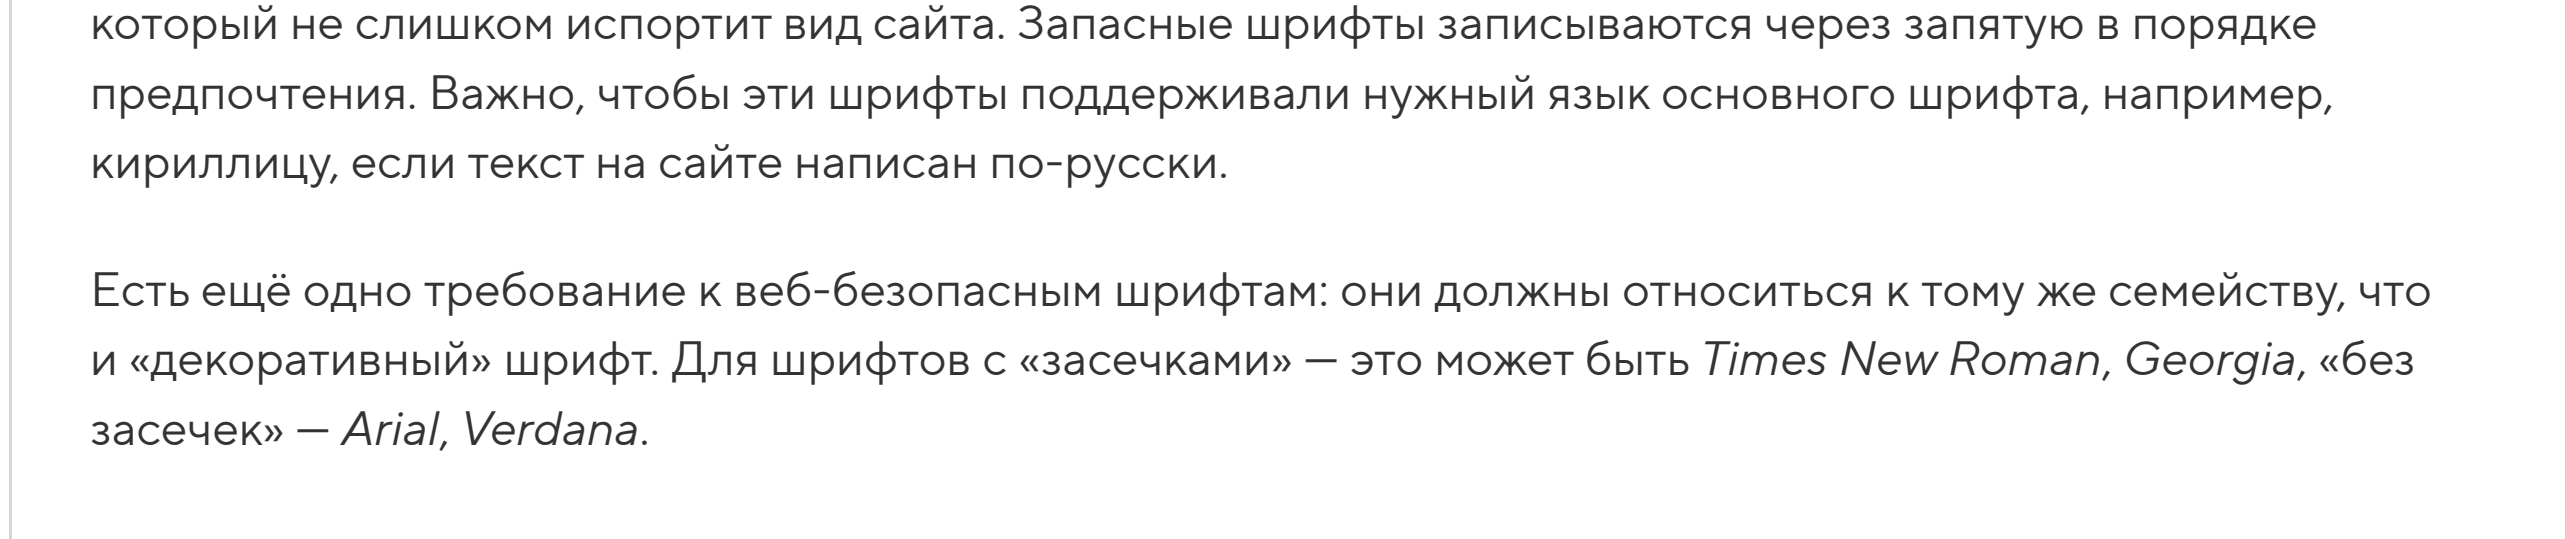 который не слишком испортит вид сайта. Запасные шрифты записываются через запятую в порядке
предпочтения. Важно, чтобы эти шрифты поддерживали нужный язык основного шрифта, например,
кириллицу, если текст на сайте написан по-русски.
Есть ещё одно требование к веб-безопасным шрифтам: они должны относиться к тому же семейству, что
и «декоративный» шрифт. Для шрифтов с «засечками» — это может быть Times New Roman, Georgia, «без
засечек» — Arial, Verdana.